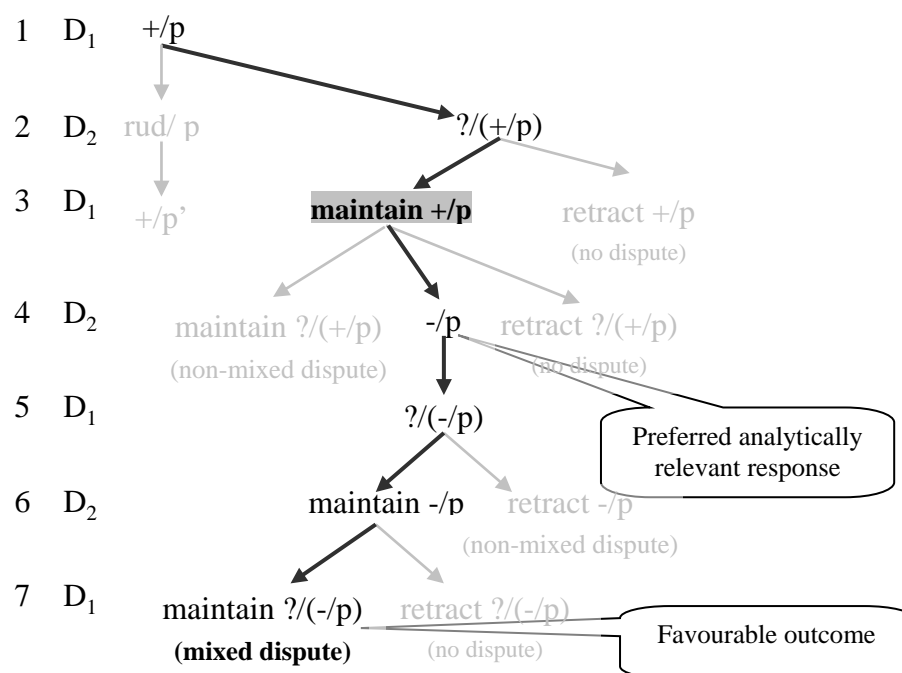 1 D₁ +/p
2 D₂ rud/ p ?/(+/p)
3 D₁ +/p’ maintain +/p retract +/p
(no dispute)
4 D₂ maintain ?/(+/p) -/p retract ?/(+/p)
(non-mixed dispute) (no dispute)
5 D₁ ?/(-/p)
Preferred analytically
relevant response
6 D₂ maintain -/p retract -/p
(non-mixed dispute)
7 D₁ maintain ?/(-/p) retract ?/(-/p)
(mixed dispute) (no dispute)
Favourable outcome